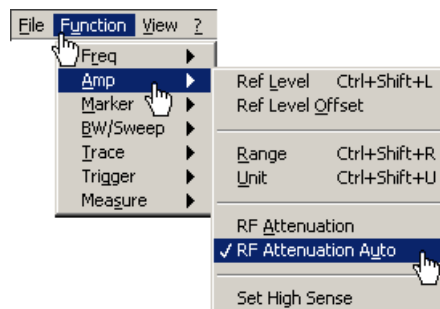 File Function View ?
Freq
Amp
Marker
BW/Sweep
Trace
Trigger
Measure
Ref Level Ctrl+Shift+L
Ref Level Offset
Range Ctrl+Shift+R
Unit Ctrl+Shift+U
RF Attenuation
✓ RF Attenuation Auto
Set High Sense